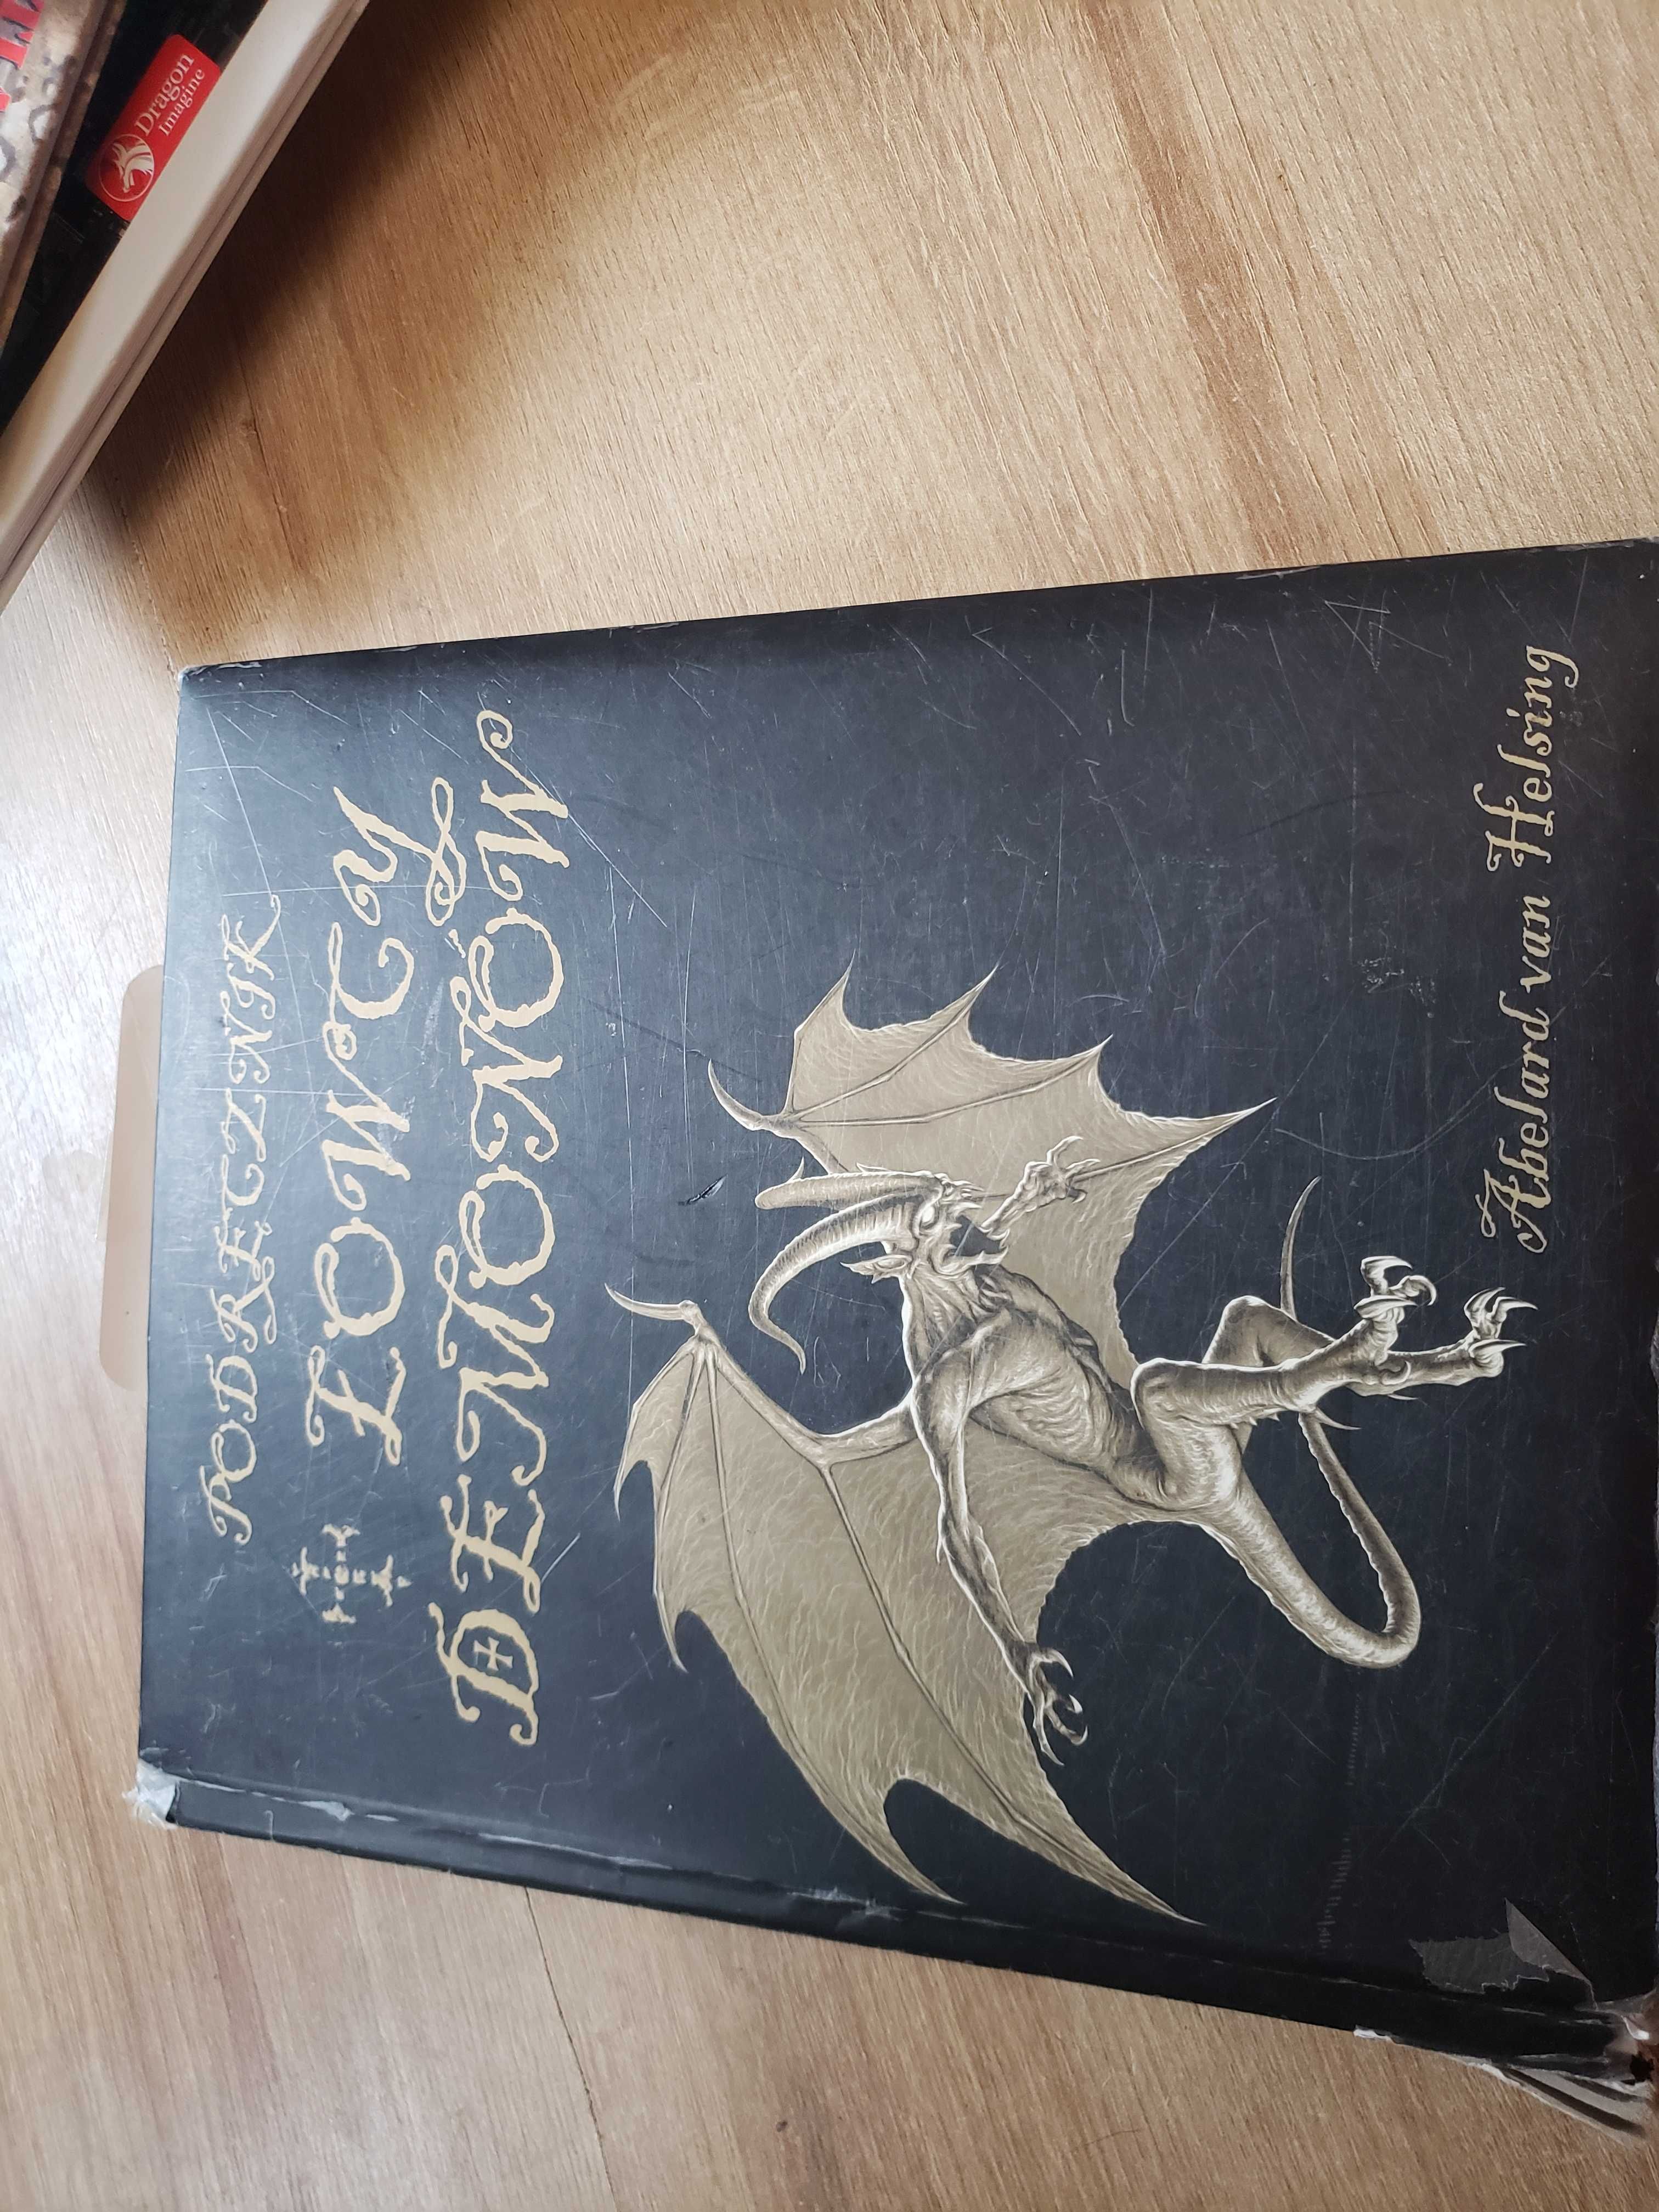 PODRĘCZNIK
ŁOWCY
DEMONÓW
Abelard van Helsing
Dragon
Imagine